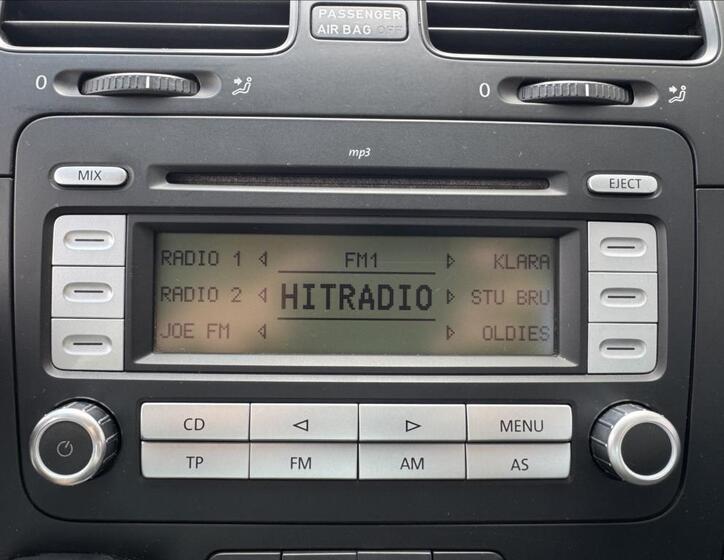 PASSENGER
AIR BAG OFF
0
0
mp3
MIX
EJECT
RADIO 1
FM1
KLARA
RADIO 2
HITRADIO
STU BRU
JOE FM
OLDIES
CD
MENU
TP
FM
AM
AS